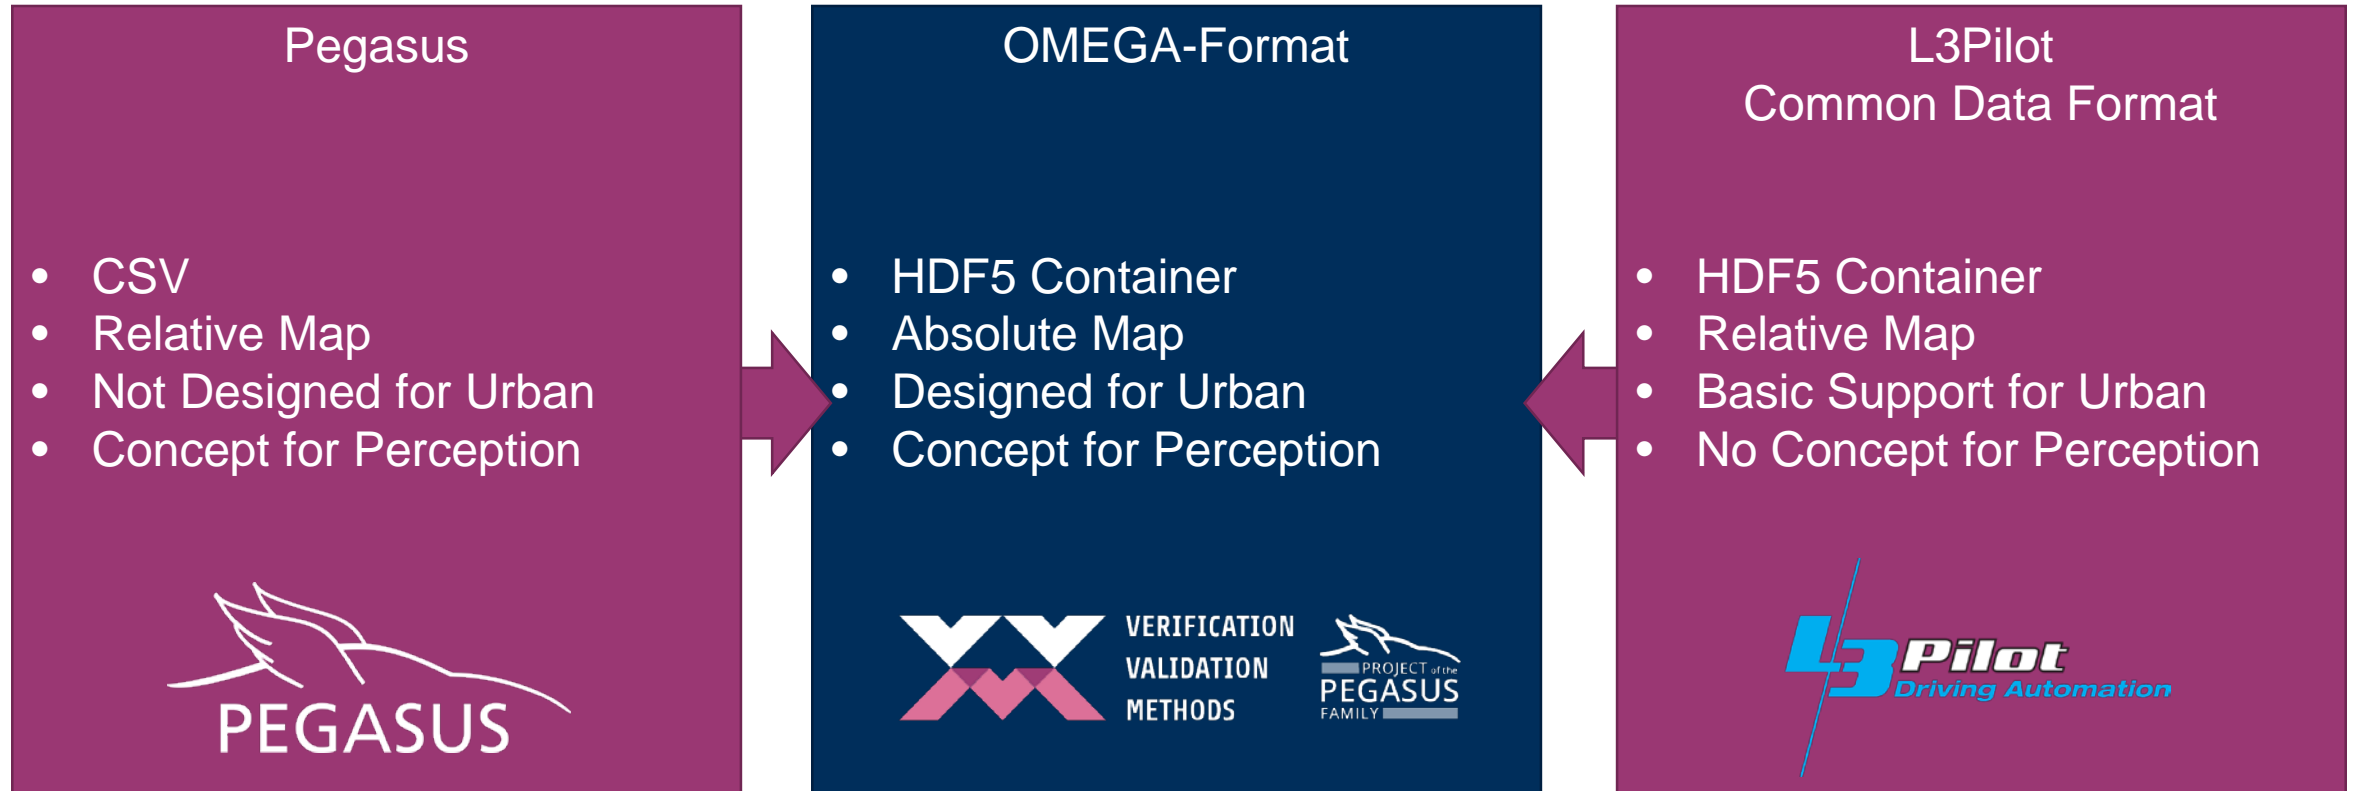 Pegasus
• CSV
• Relative Map
• Not Designed for Urban
• Concept for Perception
PEGASUS
OMEGA-Format
• HDF5 Container
• Absolute Map
• Designed for Urban
• Concept for Perception
VERIFICATION
VALIDATION
METHODS
PROJECT of the
PEGASUS
FAMILY
L3Pilot
Common Data Format
• HDF5 Container
• Relative Map
• Basic Support for Urban
• No Concept for Perception
L3Pilot
Driving Automation